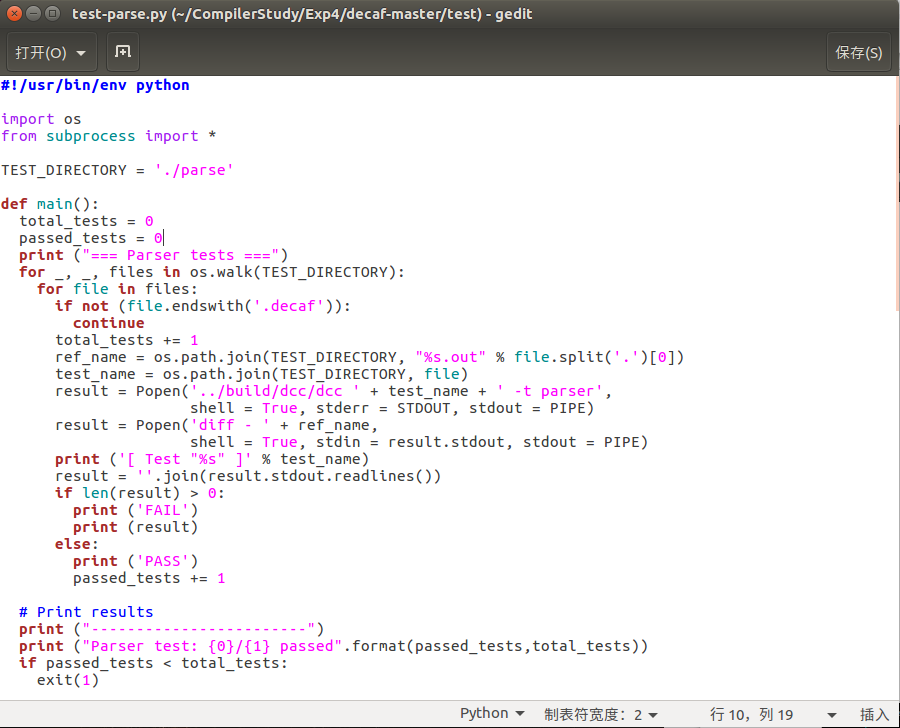 test-parse.py (~/CompilerStudy/Exp4/decaf-master/test) - gedit
打开(O)
保存(S)
#!/usr/bin/env python

import os
from subprocess import *

TEST_DIRECTORY = './parse'

def main():
  total_tests = 0
  passed_tests = 0
  print ("=== Parser tests ===")
  for _, _, files in os.walk(TEST_DIRECTORY):
    for file in files:
      if not (file.endswith('.decaf')):
        continue
      total_tests += 1
      ref_name = os.path.join(TEST_DIRECTORY, "%s.out" % file.split('.')[0])
      test_name = os.path.join(TEST_DIRECTORY, file)
      result = Popen('../build/dcc/dcc ' + test_name + ' -t parser',
                     shell = True, stderr = STDOUT, stdout = PIPE)
      result = Popen('diff - ' + ref_name,
                     shell = True, stdin = result.stdout, stdout = PIPE)
      print ('[ Test "%s" ]' % test_name)
      result = ''.join(result.stdout.readlines())
      if len(result) > 0:
        print ('FAIL')
        print (result)
      else:
        print ('PASS')
        passed_tests += 1

  # Print results
  print ("------------------------")
  print ("Parser test: {0}/{1} passed".format(passed_tests,total_tests))
  if passed_tests < total_tests:
    exit(1)
Python 制表符宽度：2 行 10，列 19 插入